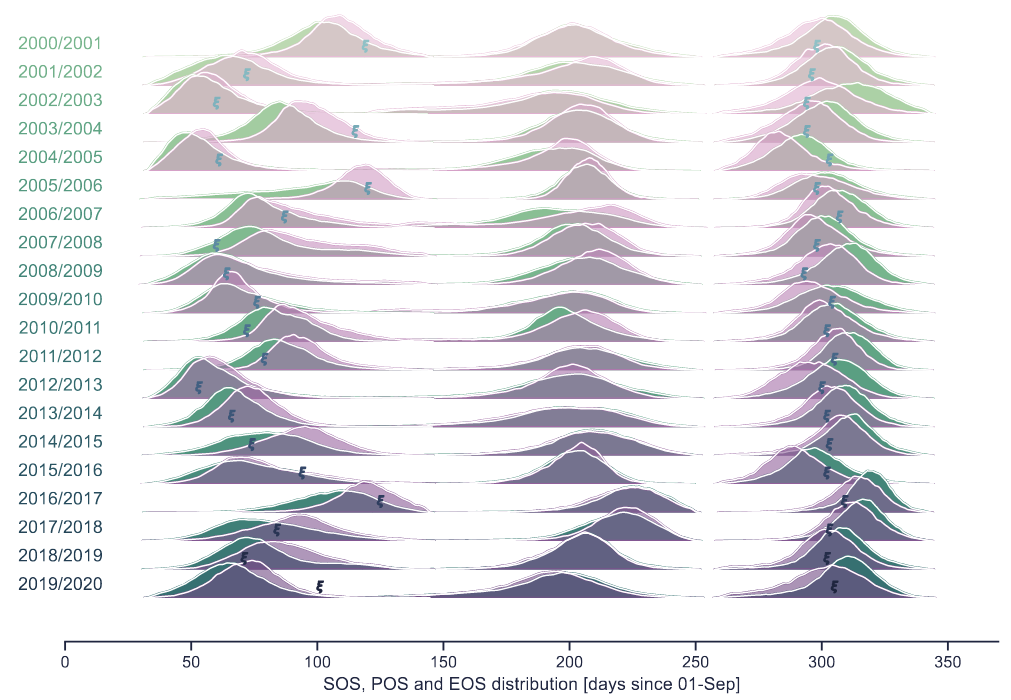 2000/2001
ξ ξ
2001/2002
ξ ξ
2002/2003
ξ ξ
2003/2004
ξ ξ
2004/2005
ξ ξ
2005/2006
ξ ξ
2006/2007
ξ ξ
2007/2008
ξ ξ
2008/2009
ξ ξ
2009/2010
ξ ξ
2010/2011
ξ ξ
2011/2012
ξ ξ
2012/2013
ξ ξ
2013/2014
ξ ξ
2014/2015
ξ ξ
2015/2016
ξ ξ
2016/2017
ξ ξ
2017/2018
ξ ξ
2018/2019
ξ ξ
2019/2020
ξ ξ
0 50 100 150 200 250 300 350
SOS, POS and EOS distribution [days since 01-Sep]